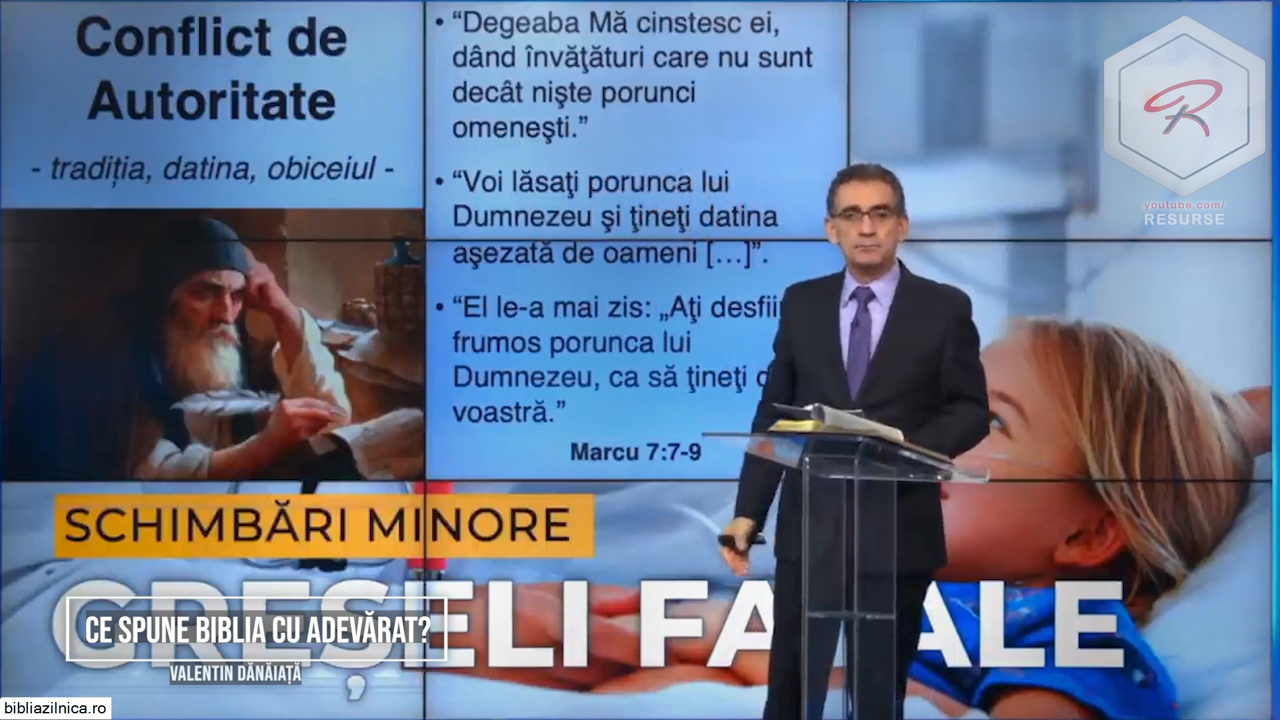 Conflict de
Autoritate
- tradiția, datina, obiceiul -
• “Degeaba Mă cinstesc ei,
dând învăţături care nu sunt
decât nişte porunci
omeneşti.”
• “Voi lăsaţi porunca lui
Dumnezeu şi ţineţi datina
aşezată de oameni […]”.
• “El le-a mai zis: „Aţi
frumos porunca lui
Dumnezeu, ca să ţineţi
voastră.”
Marcu 7:7-9
R
youtube.com/
RESURSE
SCHIMBĂRI MINORE
GREȘELI
CE SPUNE BIBLIA CU ADEVĂRAT?
VALENTIN DĂNĂIAȚĂ
bibliazilnica.ro